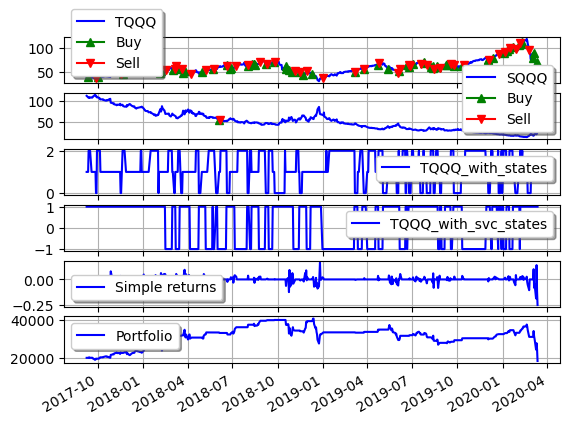 TQQQ
Buy
Sell
100
50
SQQQ
Buy
Sell
100
50
2
0
TQQQ_with_states
1
−1
TQQQ_with_svc_states
0.00
−0.25
Simple returns
40000
20000
Portfolio
2017-10
2018-01
2018-04
2018-07
2018-10
2019-01
2019-04
2019-07
2019-10
2020-01
2020-04